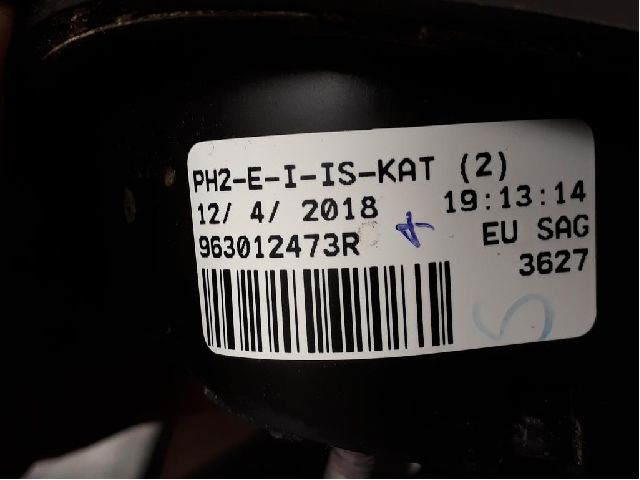 PH2-E-I-IS-KAT (2)
12/ 4/ 2018 19:13:14
963012473R EU SAG
3627